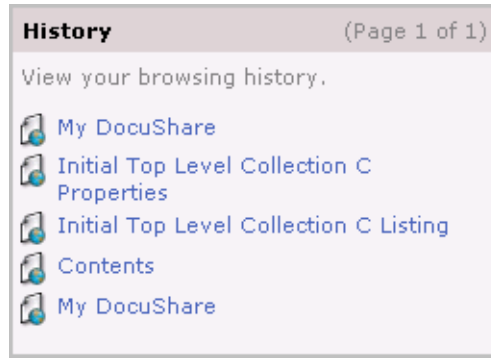 History (Page 1 of 1)
View your browsing history.
My DocuShare
Initial Top Level Collection C
Properties
Initial Top Level Collection C Listing
Contents
My DocuShare